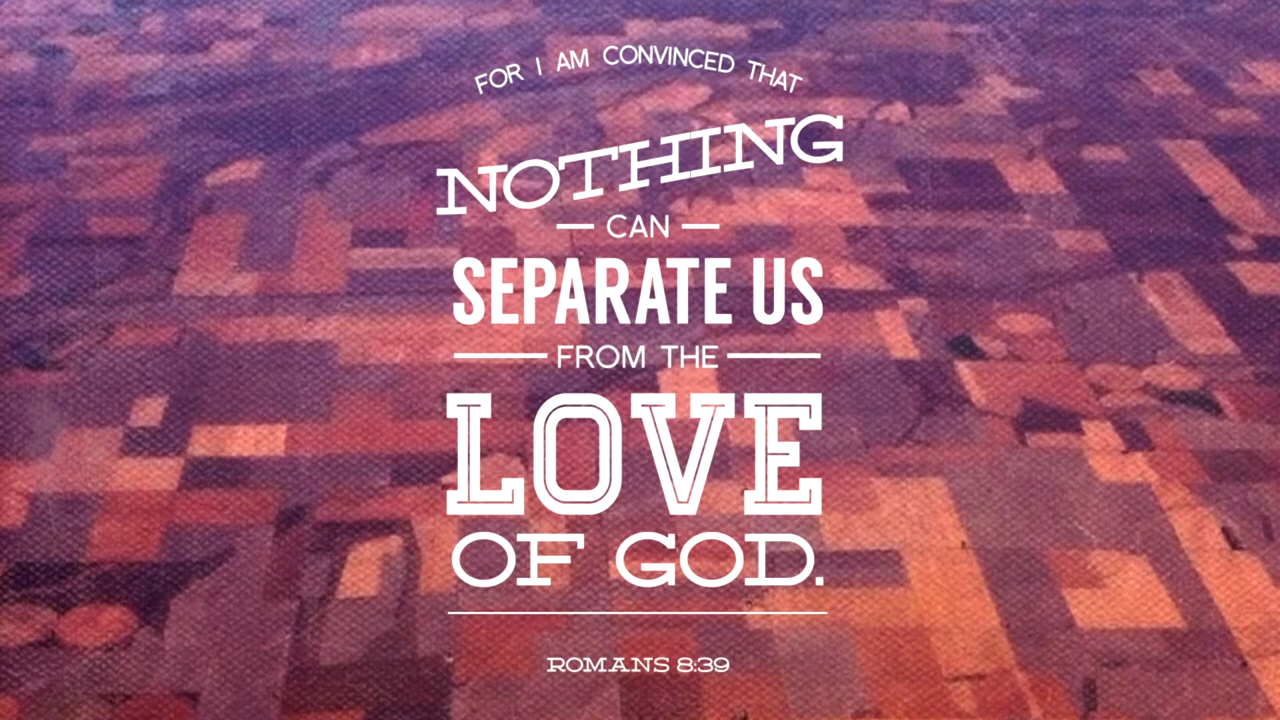 FOR I AM CONVINCED THAT
NOTHING
CAN
SEPARATE US
FROM THE
LOVE
OF GOD.
ROMANS 8:39